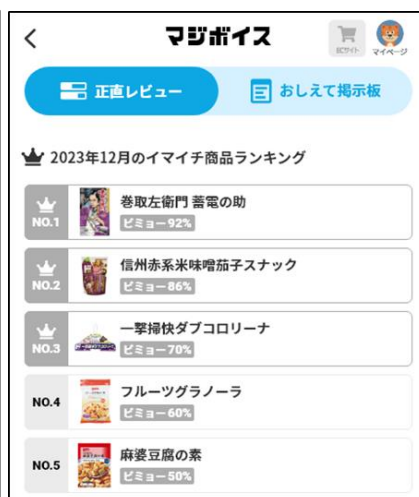 マジボイス
ECサイト
マイページ
正直レビュー
おしえて掲示板
2023年12月のイマイチ商品ランキング
NO.1
巻取左衛門 蓄電の助
ビミョー92%
NO.2
信州赤系米味噌茄子スナック
ビミョー86%
NO.3
一撃掃快ダブコロリーナ
ビミョー70%
NO.4
フルーツグラノーラ
ビミョー60%
NO.5
麻婆豆腐の素
ビミョー50%